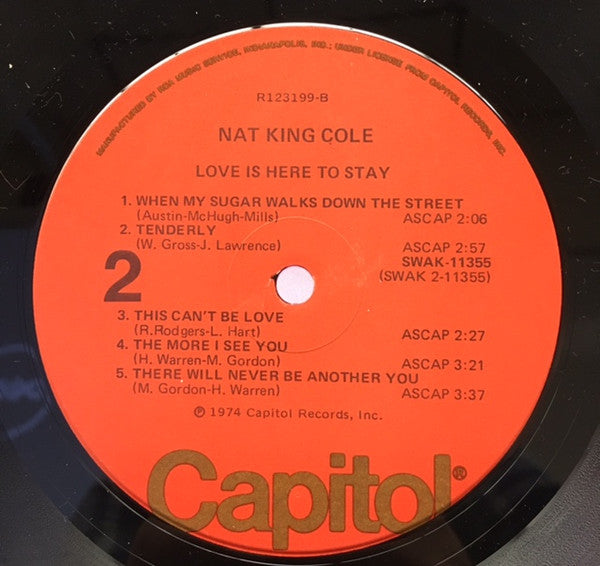 MANUFACTURED BY RCA MUSIC SERVICE, INDIANAPOLIS, IND.; UNDER LICENSE FROM CAPITOL RECORDS, INC.
R123199-B
NAT KING COLE
LOVE IS HERE TO STAY
1. WHEN MY SUGAR WALKS DOWN THE STREET
(Austin-McHugh-Mills) ASCAP 2:06
2. TENDERLY
(W. Gross-J. Lawrence) ASCAP 2:57
SWAK-11355
2 (SWAK 2-11355)
3. THIS CAN'T BE LOVE
(R.Rodgers-L. Hart) ASCAP 2:27
4. THE MORE I SEE YOU
(H. Warren-M. Gordon) ASCAP 3:21
5. THERE WILL NEVER BE ANOTHER YOU
(M. Gordon-H. Warren) ASCAP 3:37
℗ 1974 Capitol Records, Inc.
Capitol®